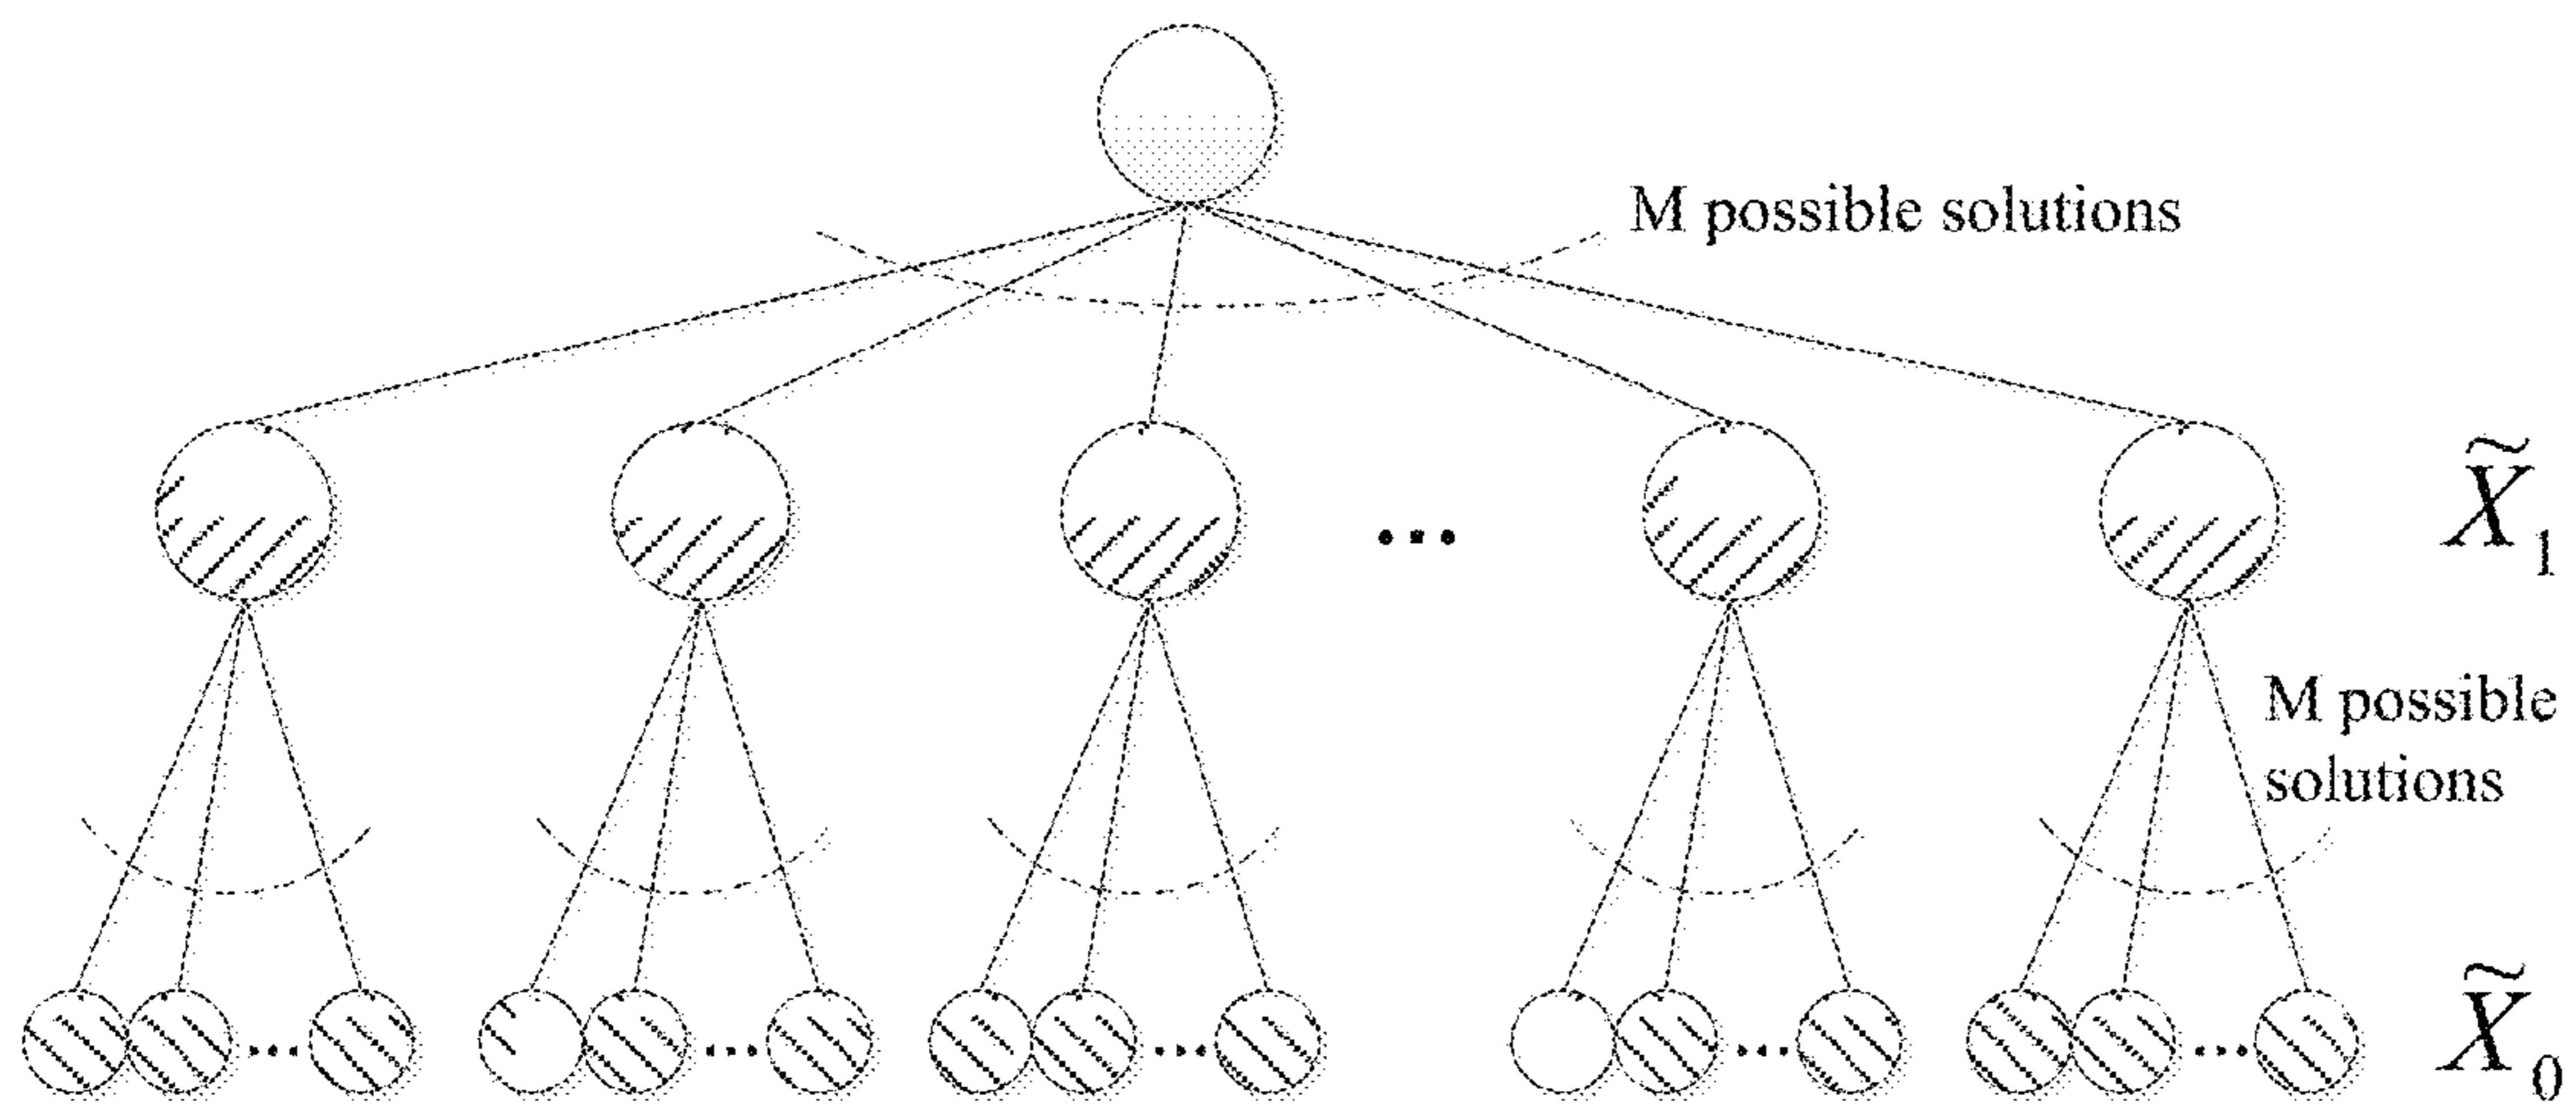 M possible solutions
X̃₁
M possible
solutions
X̃₀